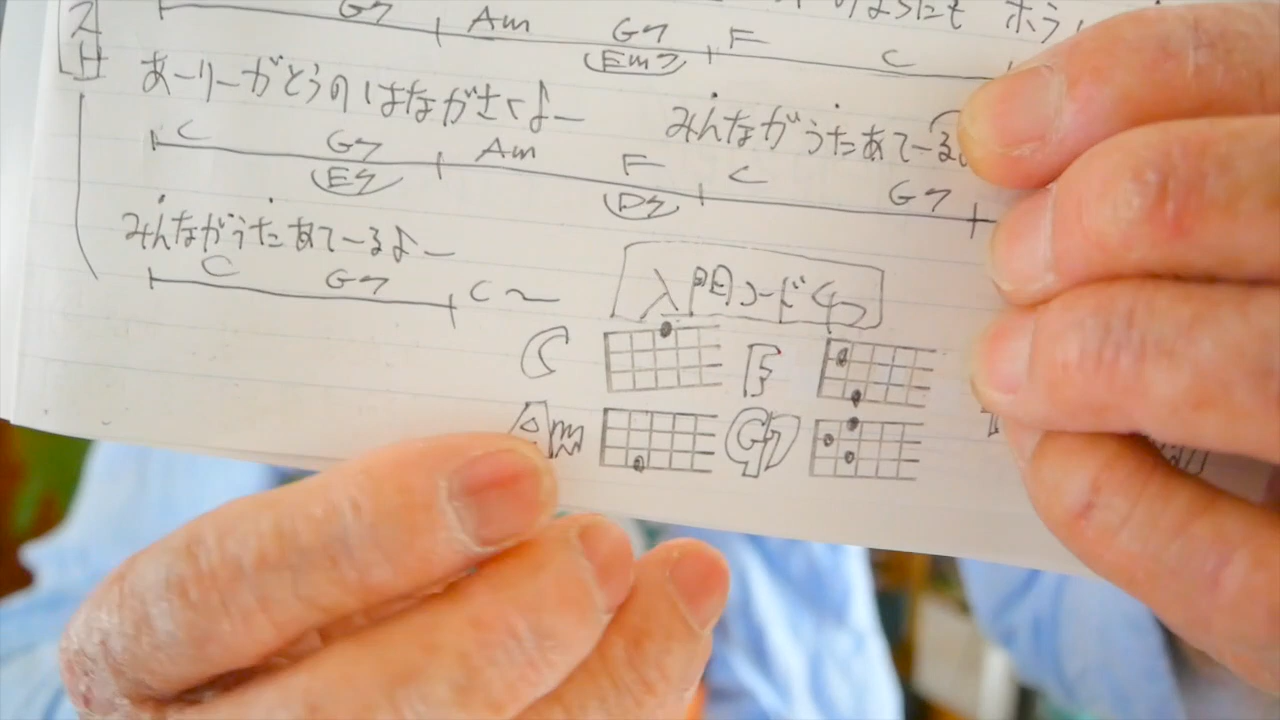 のようにも ホラ
G7 Am G7 F C
Em7
あーりーがとうのはながさくよー みんながうたあてーる
C G7 Am F C G7
E7 D7
みんながうたあてーるよー
C G7 C～
入門コード4つ
C F
Am G7